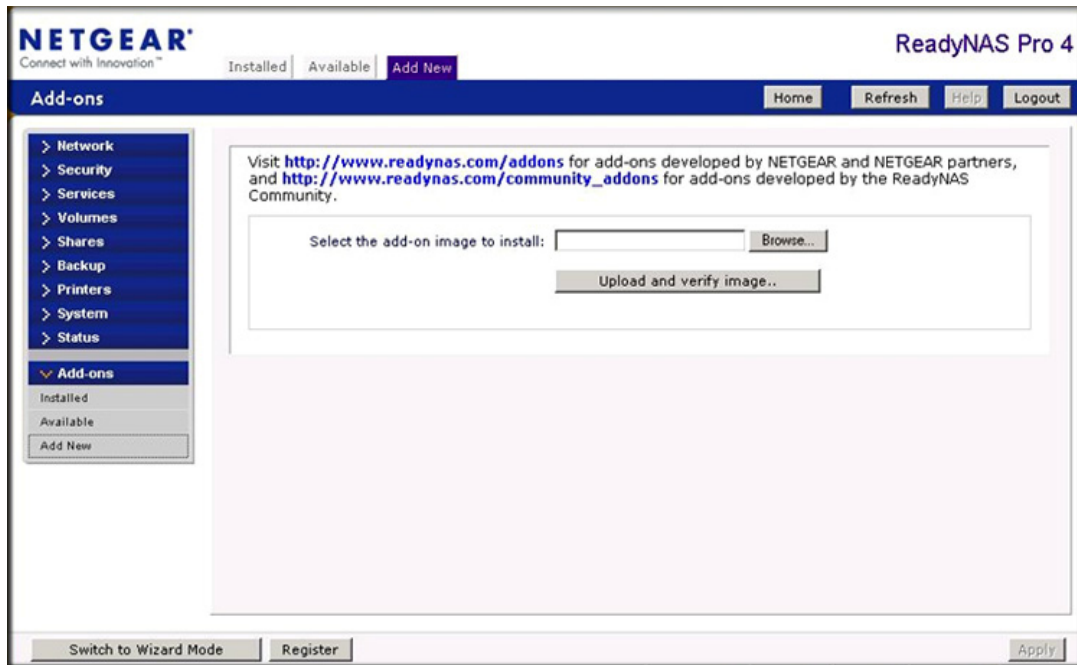 NETGEAR®
Connect with Innovation™
ReadyNAS Pro 4
Installed
Available
Add New
Add-ons
Home
Refresh
Help
Logout
Network
Security
Services
Volumes
Shares
Backup
Printers
System
Status
Add-ons
Installed
Available
Add New
Visit http://www.readynas.com/addons for add-ons developed by NETGEAR and NETGEAR partners,
and http://www.readynas.com/community_addons for add-ons developed by the ReadyNAS
Community.
Select the add-on image to install:
Browse...
Upload and verify image..
Switch to Wizard Mode
Register
Apply